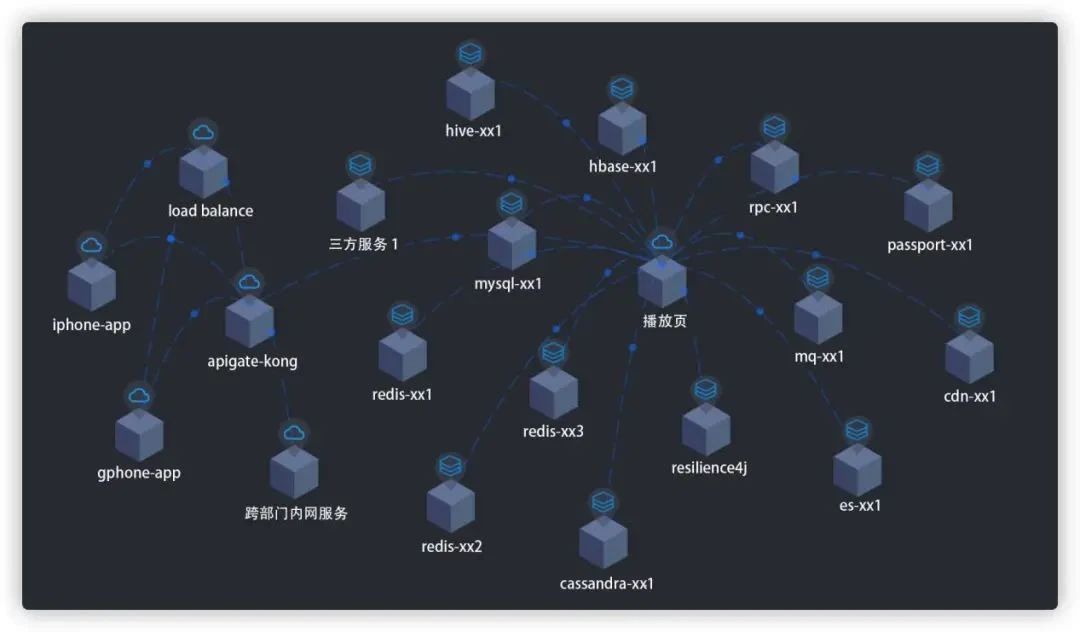 hive-xx1
hbase-xx1
load balance
rpc-xx1
三方服务 1
passport-xx1
mysql-xx1
iphone-app
播放页
apigate-kong
mq-xx1
redis-xx1
cdn-xx1
redis-xx3
gphone-app
resilience4j
跨部门内网服务
es-xx1
redis-xx2
cassandra-xx1